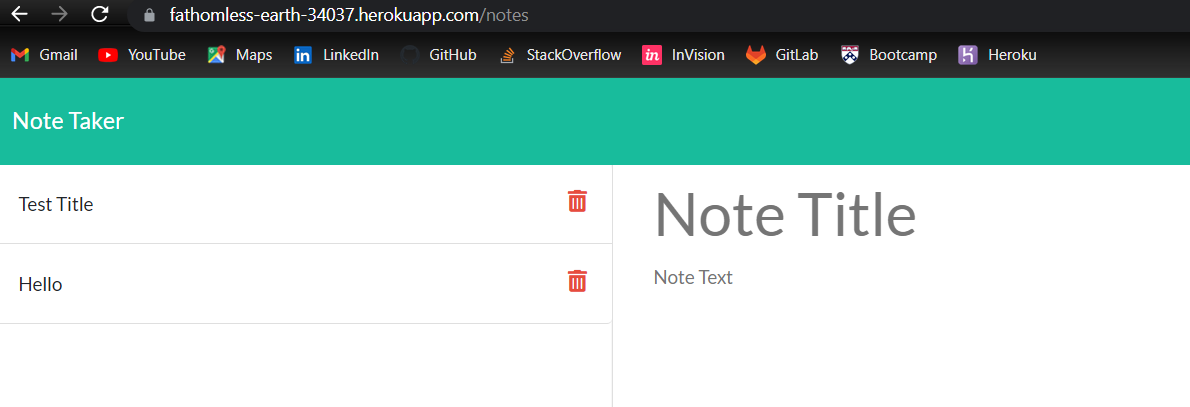 fathomless-earth-34037.herokuapp.com/notes
Gmail YouTube Maps LinkedIn GitHub StackOverflow in InVision GitLab Bootcamp Heroku
Note Taker
Test Title
Hello
Note Title
Note Text